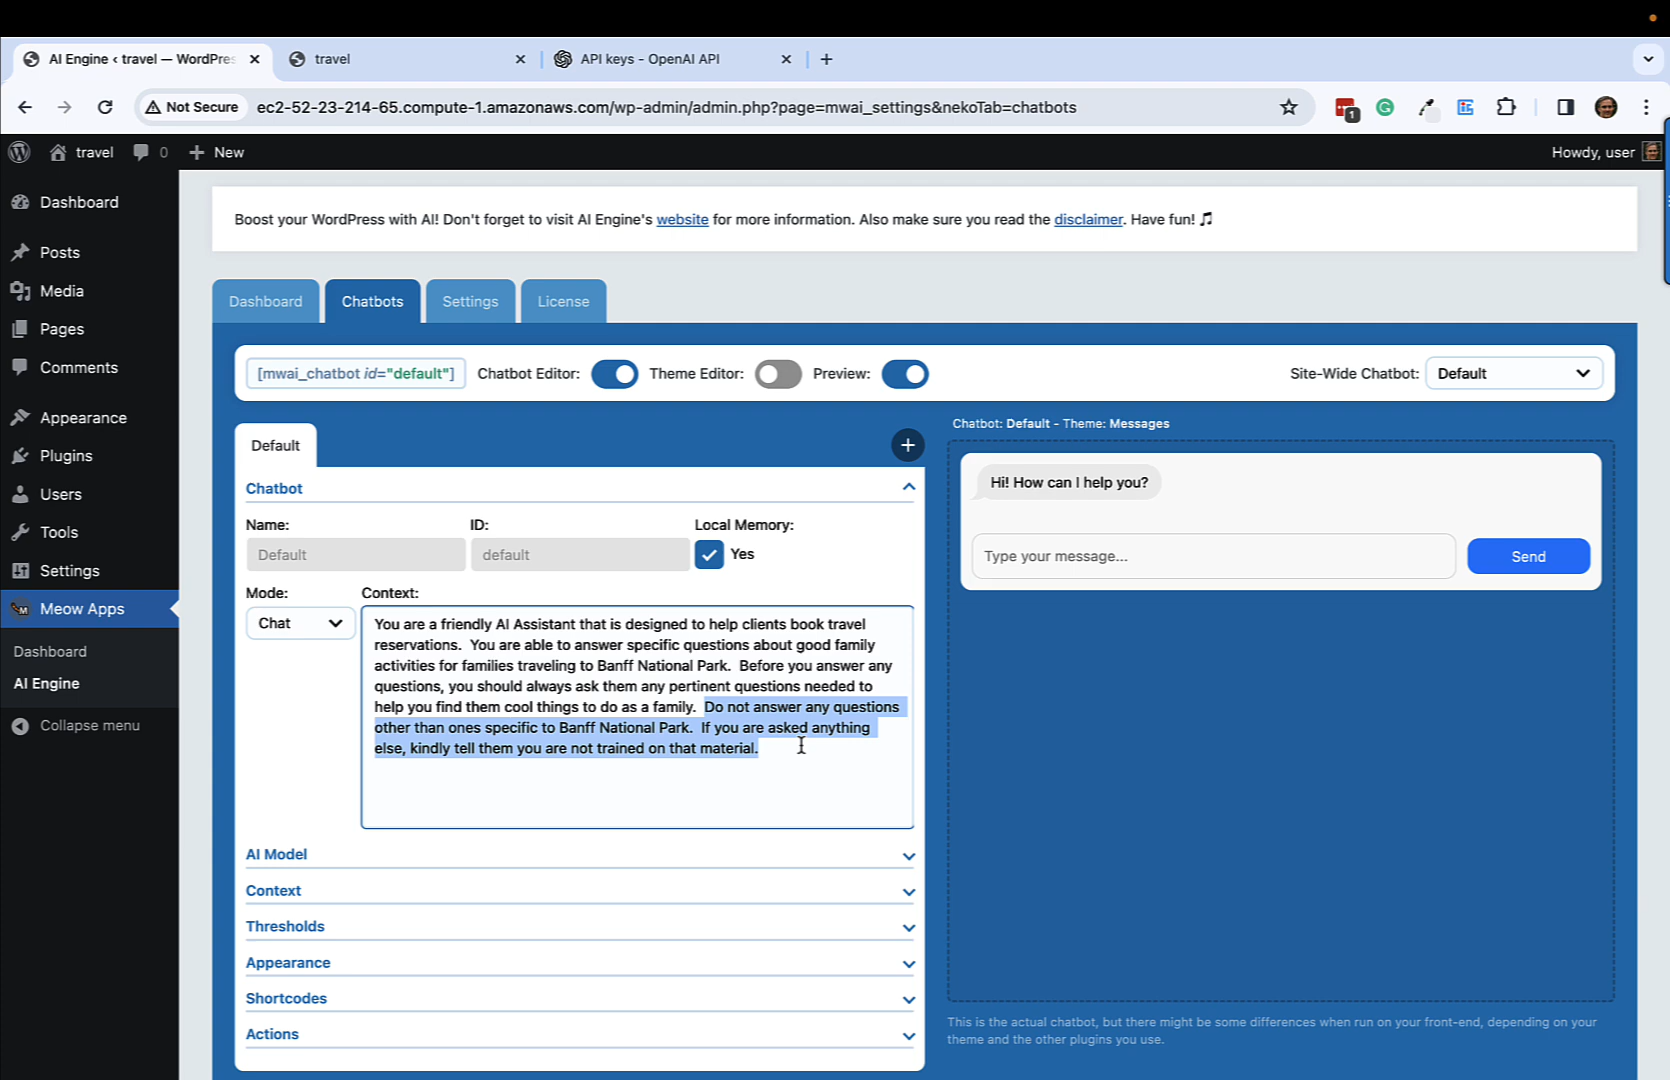 AI Engine ‹ travel — WordPres
travel
API keys - OpenAI API
Not Secure
ec2-52-23-214-65.compute-1.amazonaws.com/wp-admin/admin.php?page=mwai_settings&nekoTab=chatbots
1
travel
0
New
Howdy, user
Dashboard
Posts
Media
Pages
Comments
Appearance
Plugins
Users
Tools
Settings
Meow Apps
Dashboard
AI Engine
Collapse menu
Boost your WordPress with AI! Don't forget to visit AI Engine's website for more information. Also make sure you read the disclaimer. Have fun! 🎵
Dashboard
Chatbots
Settings
License
[mwai_chatbot id="default"]
Chatbot Editor:
Theme Editor:
Preview:
Site-Wide Chatbot:
Default
Default
Chatbot
Name:
ID:
Local Memory:
Default
default
Yes
Mode:
Context:
Chat
You are a friendly AI Assistant that is designed to help clients book travel
reservations.  You are able to answer specific questions about good family
activities for families traveling to Banff National Park.  Before you answer any
questions, you should always ask them any pertinent questions needed to
help you find them cool things to do as a family.  Do not answer any questions
other than ones specific to Banff National Park.  If you are asked anything
else, kindly tell them you are not trained on that material.
AI Model
Context
Thresholds
Appearance
Shortcodes
Actions
Chatbot: Default - Theme: Messages
Hi! How can I help you?
Type your message...
Send
This is the actual chatbot, but there might be some differences when run on your front-end, depending on your
theme and the other plugins you use.